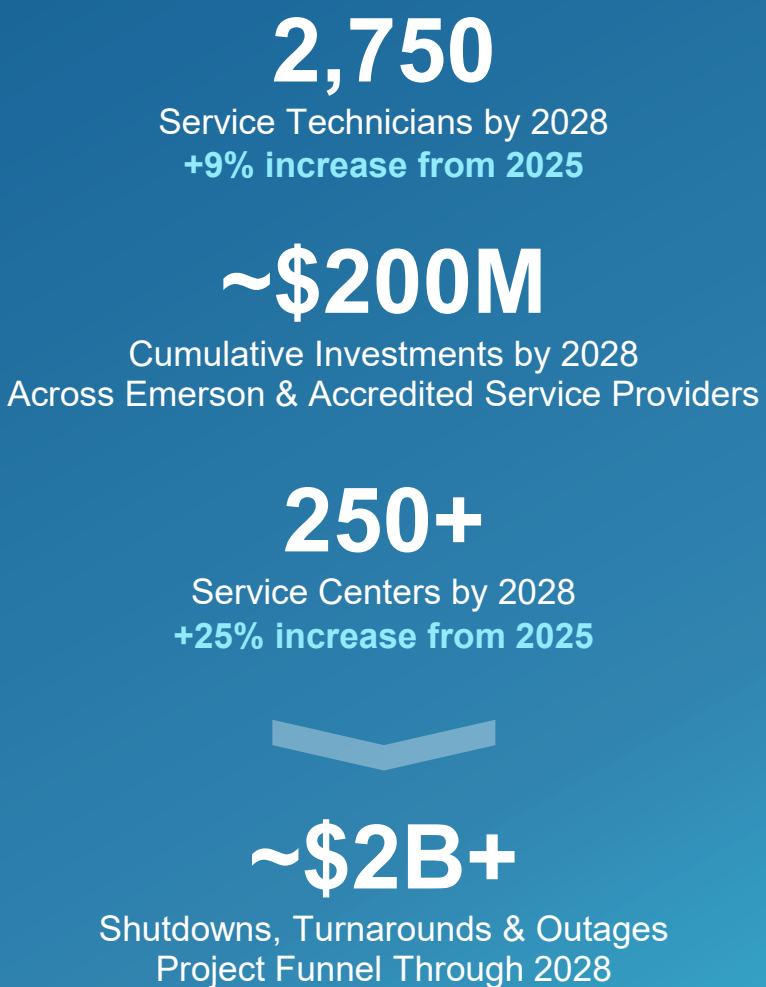 2,750
Service Technicians by 2028
+9% increase from 2025
~$200M
Cumulative Investments by 2028
Across Emerson & Accredited Service Providers
250+
Service Centers by 2028
+25% increase from 2025
~$2B+
Shutdowns, Turnarounds & Outages
Project Funnel Through 2028